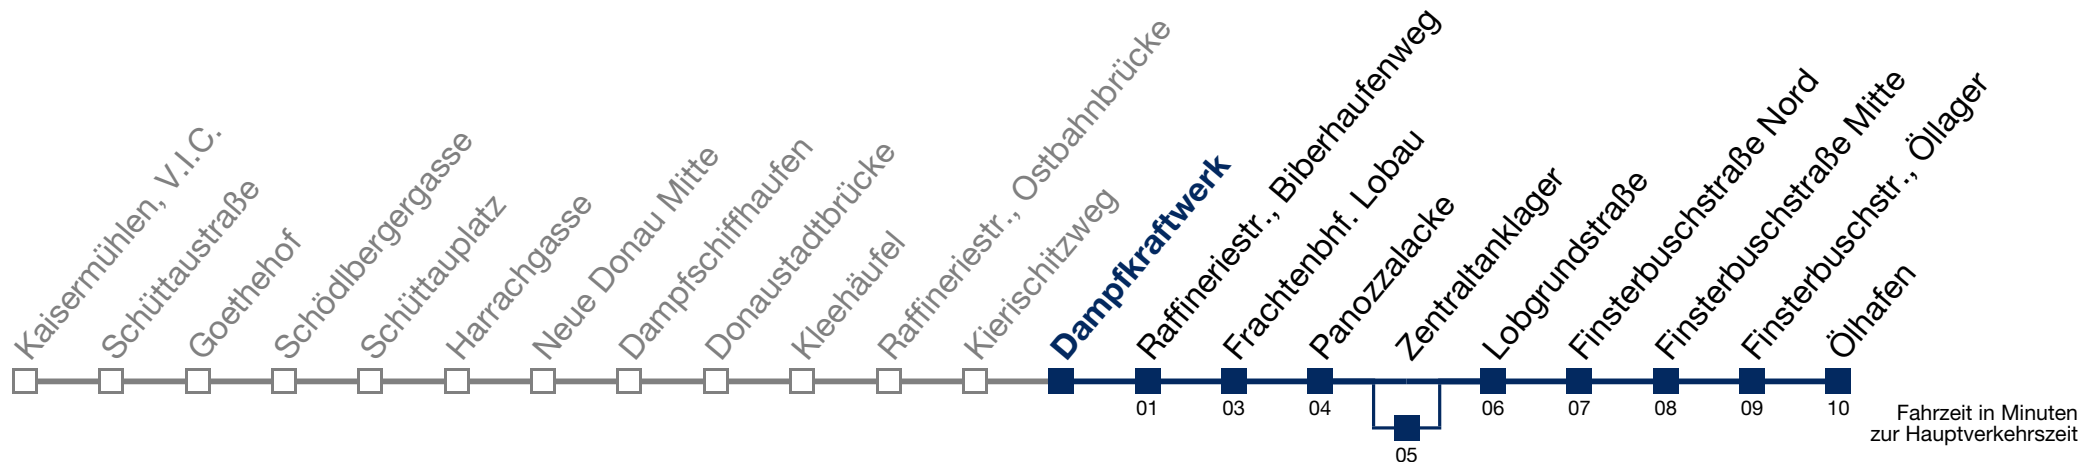 Kaisermühlen, V.I.C.
Schüttaustraße
Goethehof
Schödlbergergasse
Schüttauplatz
Harrachgasse
Neue Donau Mitte
Dampfschiffhaufen
Donaustadtbrücke
Kleehäufel
Raffineriestr., Ostbahnbrücke
Kierischitzweg
Dampfkraftwerk
Raffineriestr., Biberhaufenweg
Frachtenbhf. Lobau
Panozzalacke
Zentraltanklager
Lobgrundstraße
Finsterbuschstraße Nord
Finsterbuschstraße Mitte
Finsterbuschstr., Öllager
Ölhafen
01 03 04 06 07 08 09 10
05
Fahrzeit in Minuten
zur Hauptverkehrszeit